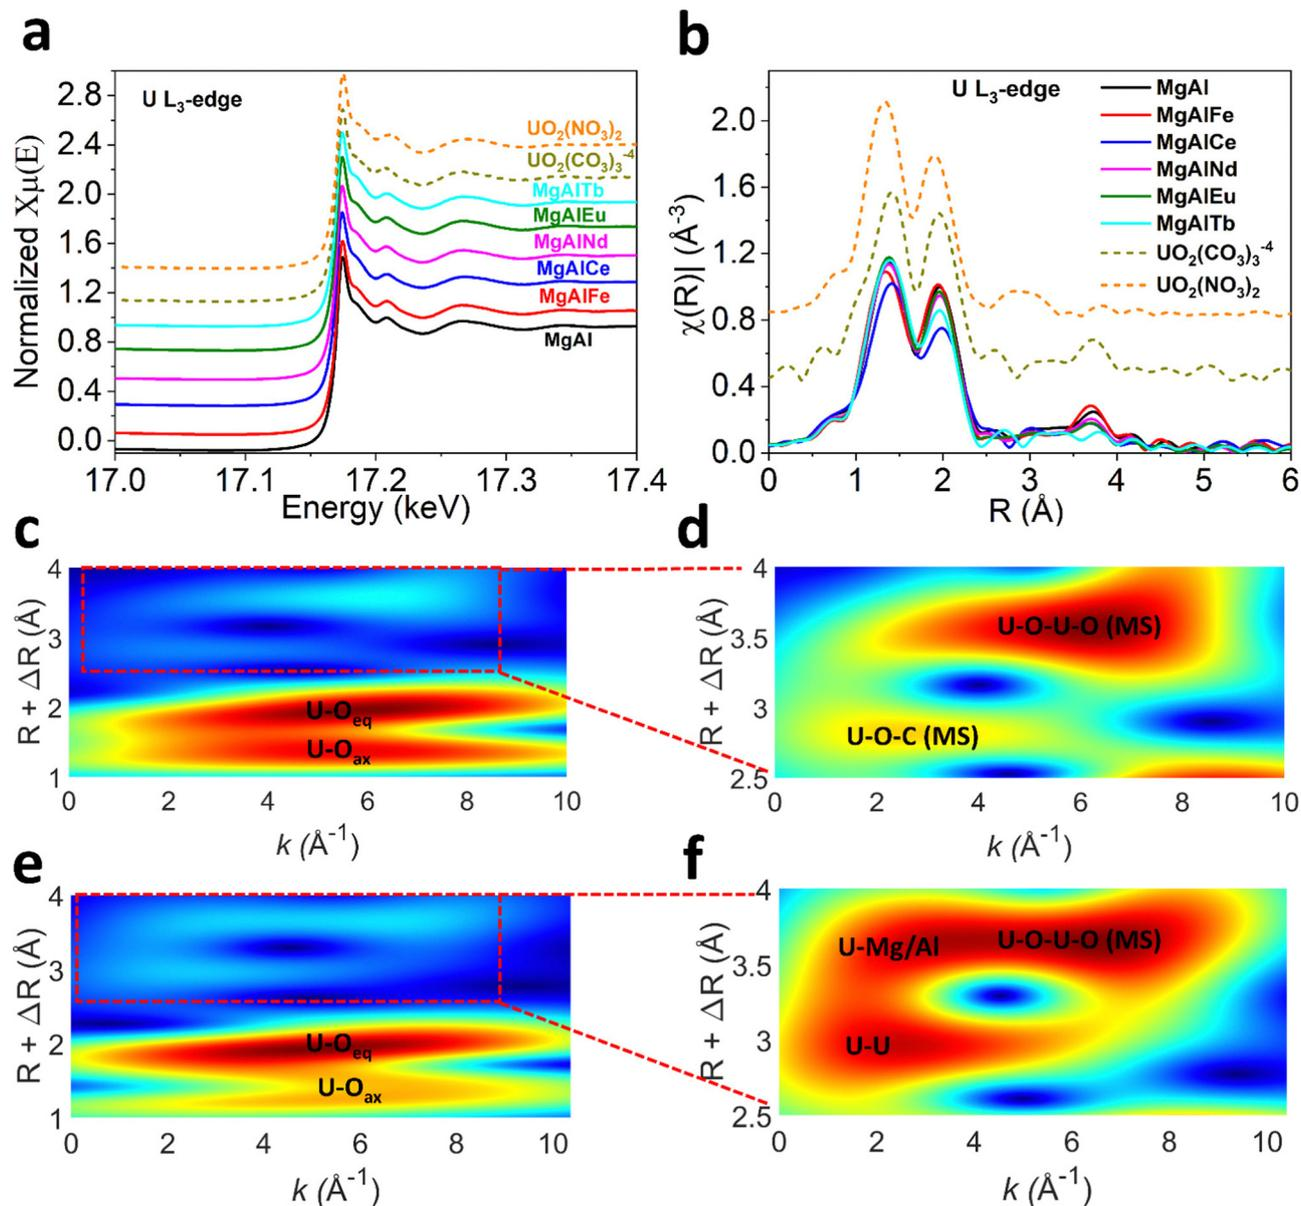 a
U L₃-edge
Normalized Xμ(E)
2.8
2.4
2.0
1.6
1.2
0.8
0.4
0.0
UO₂(NO₃)₂
UO₂(CO₃)₃⁻⁴
MgAlTb
MgAlEu
MgAlNd
MgAlCe
MgAlFe
MgAl
17.0 17.1 17.2 17.3 17.4
Energy (keV)
b
U L₃-edge
χ(R)| (Å⁻³)
2.0
1.6
1.2
0.8
0.4
0.0
MgAl
MgAlFe
MgAlCe
MgAlNd
MgAlEu
MgAlTb
UO₂(CO₃)₃⁻⁴
UO₂(NO₃)₂
0 1 2 3 4 5 6
R (Å)
c
R + ΔR (Å)
4
3
2
1
U-Oeq
U-Oax
0 2 4 6 8 10
k (Å⁻¹)
d
R + ΔR (Å)
4
3.5
3
2.5
U-O-U-O (MS)
U-O-C (MS)
0 2 4 6 8 10
k (Å⁻¹)
e
R + ΔR (Å)
4
3
2
1
U-Oeq
U-Oax
0 2 4 6 8 10
k (Å⁻¹)
f
R + ΔR (Å)
4
3.5
3
2.5
U-Mg/Al U-O-U-O (MS)
U-U
0 2 4 6 8 10
k (Å⁻¹)